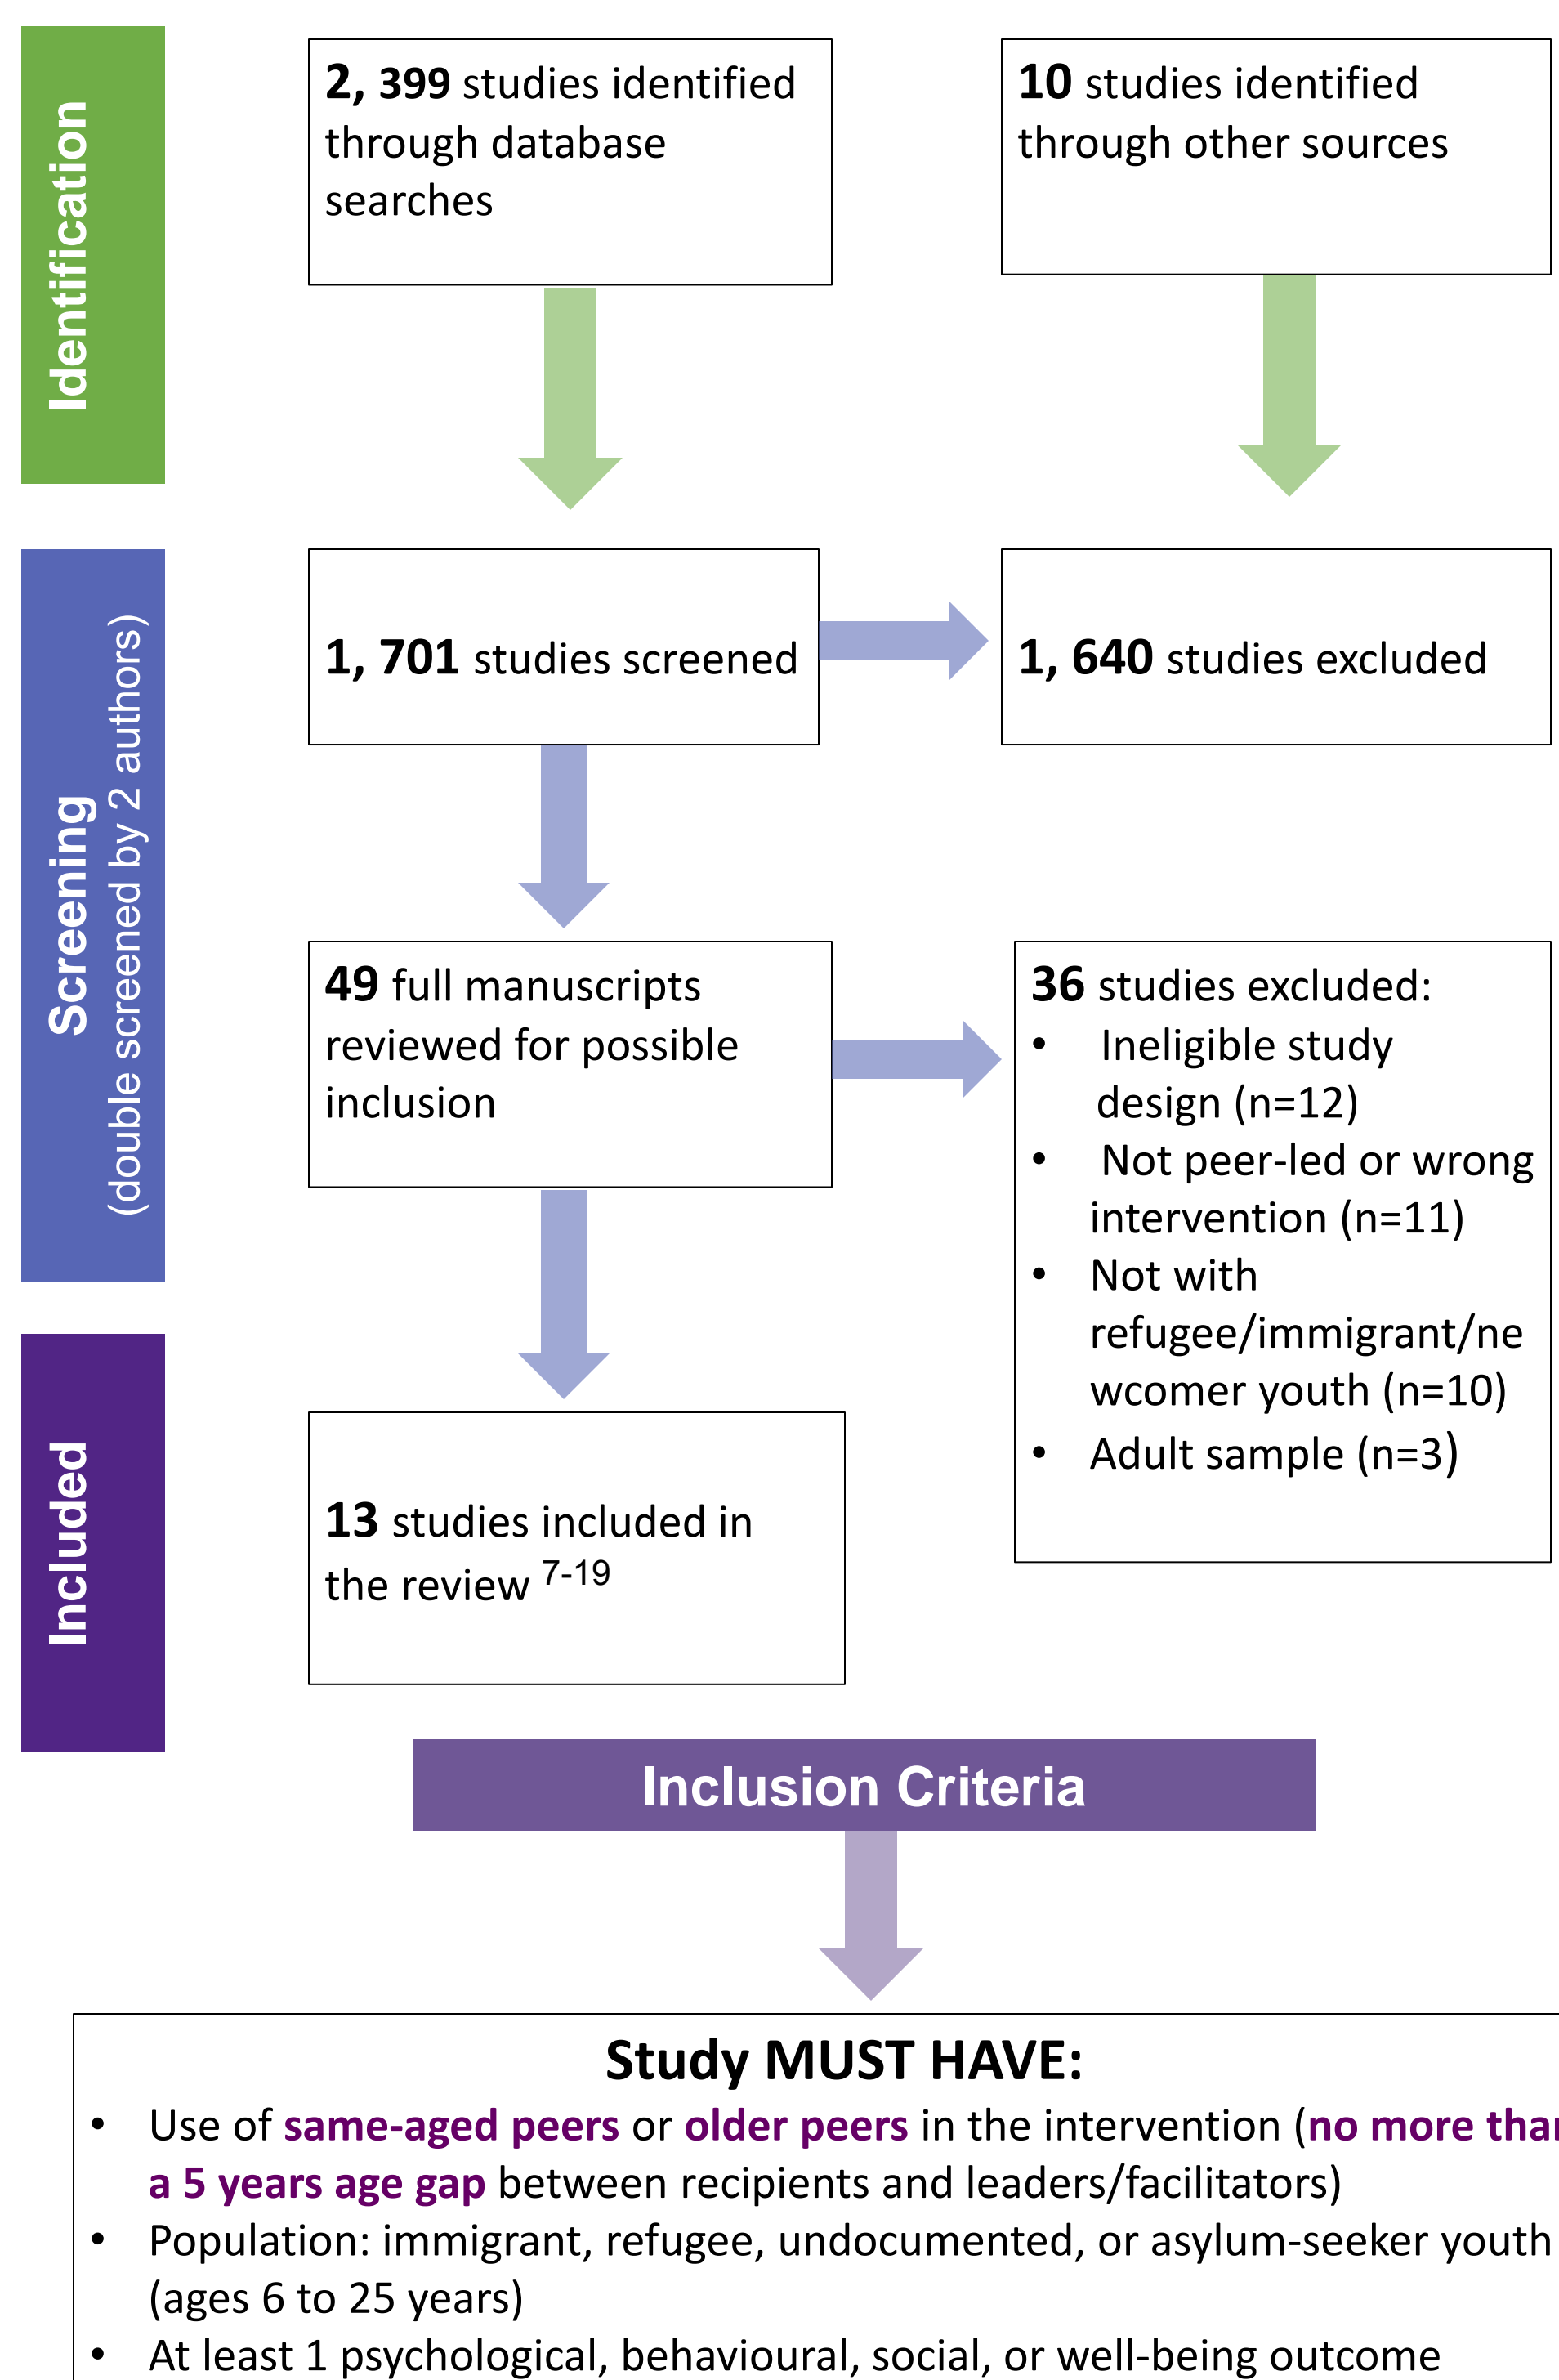 Identification
2, 399 studies identified
through database
searches
10 studies identified
through other sources
Screening
(double screened by 2 authors)
1, 701 studies screened
1, 640 studies excluded
49 full manuscripts
reviewed for possible
inclusion
36 studies excluded:
• Ineligible study
design (n=12)
• Not peer-led or wrong
intervention (n=11)
• Not with
refugee/immigrant/ne
wcomer youth (n=10)
• Adult sample (n=3)
Included
13 studies included in
the review 7-19
Inclusion Criteria
Study MUST HAVE:
• Use of same-aged peers or older peers in the intervention (no more than
a 5 years age gap between recipients and leaders/facilitators)
• Population: immigrant, refugee, undocumented, or asylum-seeker youth
(ages 6 to 25 years)
• At least 1 psychological, behavioural, social, or well-being outcome